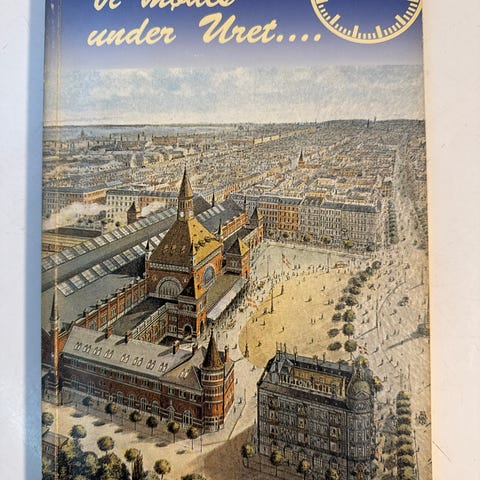 vi mødes
under Uret....